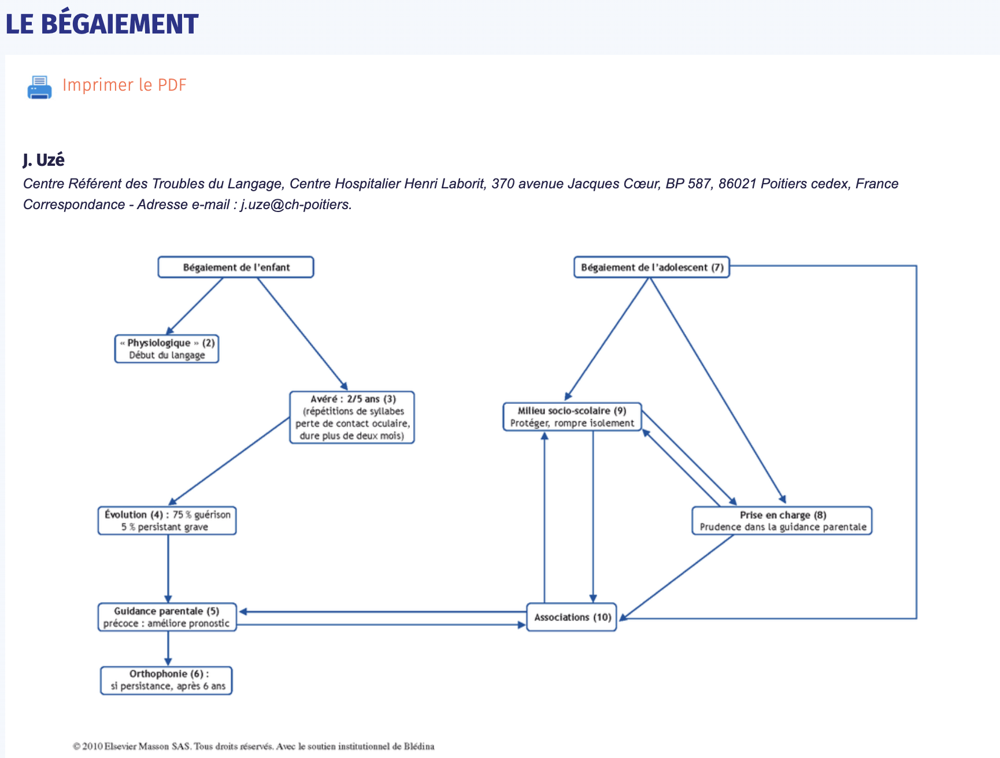 LE BÉGAIEMENT
Imprimer le PDF
J. Uzé
Centre Référent des Troubles du Langage, Centre Hospitalier Henri Laborit, 370 avenue Jacques Cœur, BP 587, 86021 Poitiers cedex, France
Correspondance - Adresse e-mail : j.uze@ch-poitiers.
Bégaiement de l'enfant
Bégaiement de l'adolescent (7)
« Physiologique » (2)
Début du langage
Avéré : 2/5 ans (3)
(répétitions de syllabes
perte de contact oculaire,
dure plus de deux mois)
Milieu socio-scolaire (9)
Protéger, rompre isolement
Évolution (4) : 75 % guérison
5 % persistant grave
Prise en charge (8)
Prudence dans la guidance parentale
Guidance parentale (5)
précoce : améliore pronostic
Associations (10)
Orthophonie (6) :
si persistance, après 6 ans
© 2010 Elsevier Masson SAS. Tous droits réservés. Avec le soutien institutionnel de Blédina